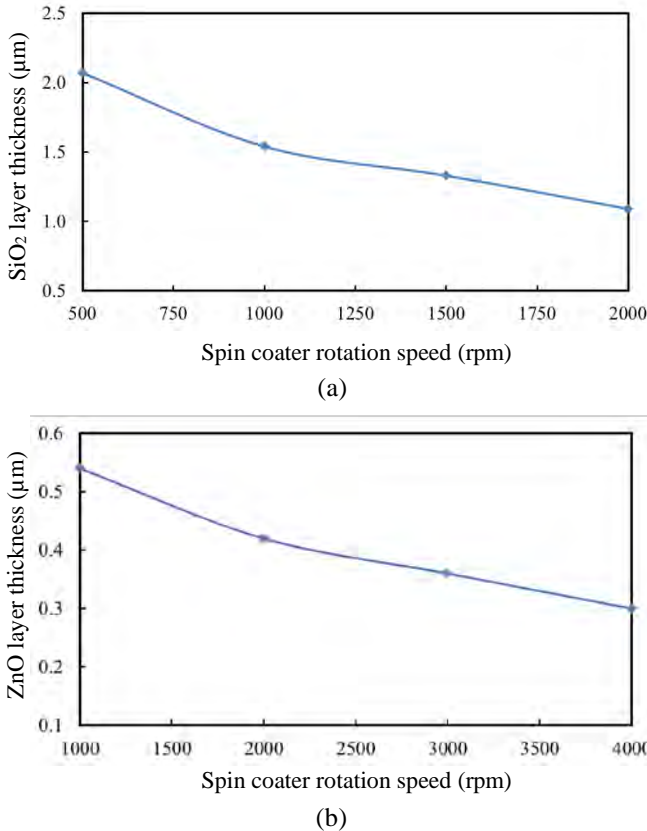 SiO₂ layer thickness (µm)
2.5
2.0
1.5
1.0
0.5
500 750 1000 1250 1500 1750 2000
Spin coater rotation speed (rpm)
(a)
ZnO layer thickness (µm)
0.6
0.5
0.4
0.3
0.2
0.1
1000 1500 2000 2500 3000 3500 4000
Spin coater rotation speed (rpm)
(b)